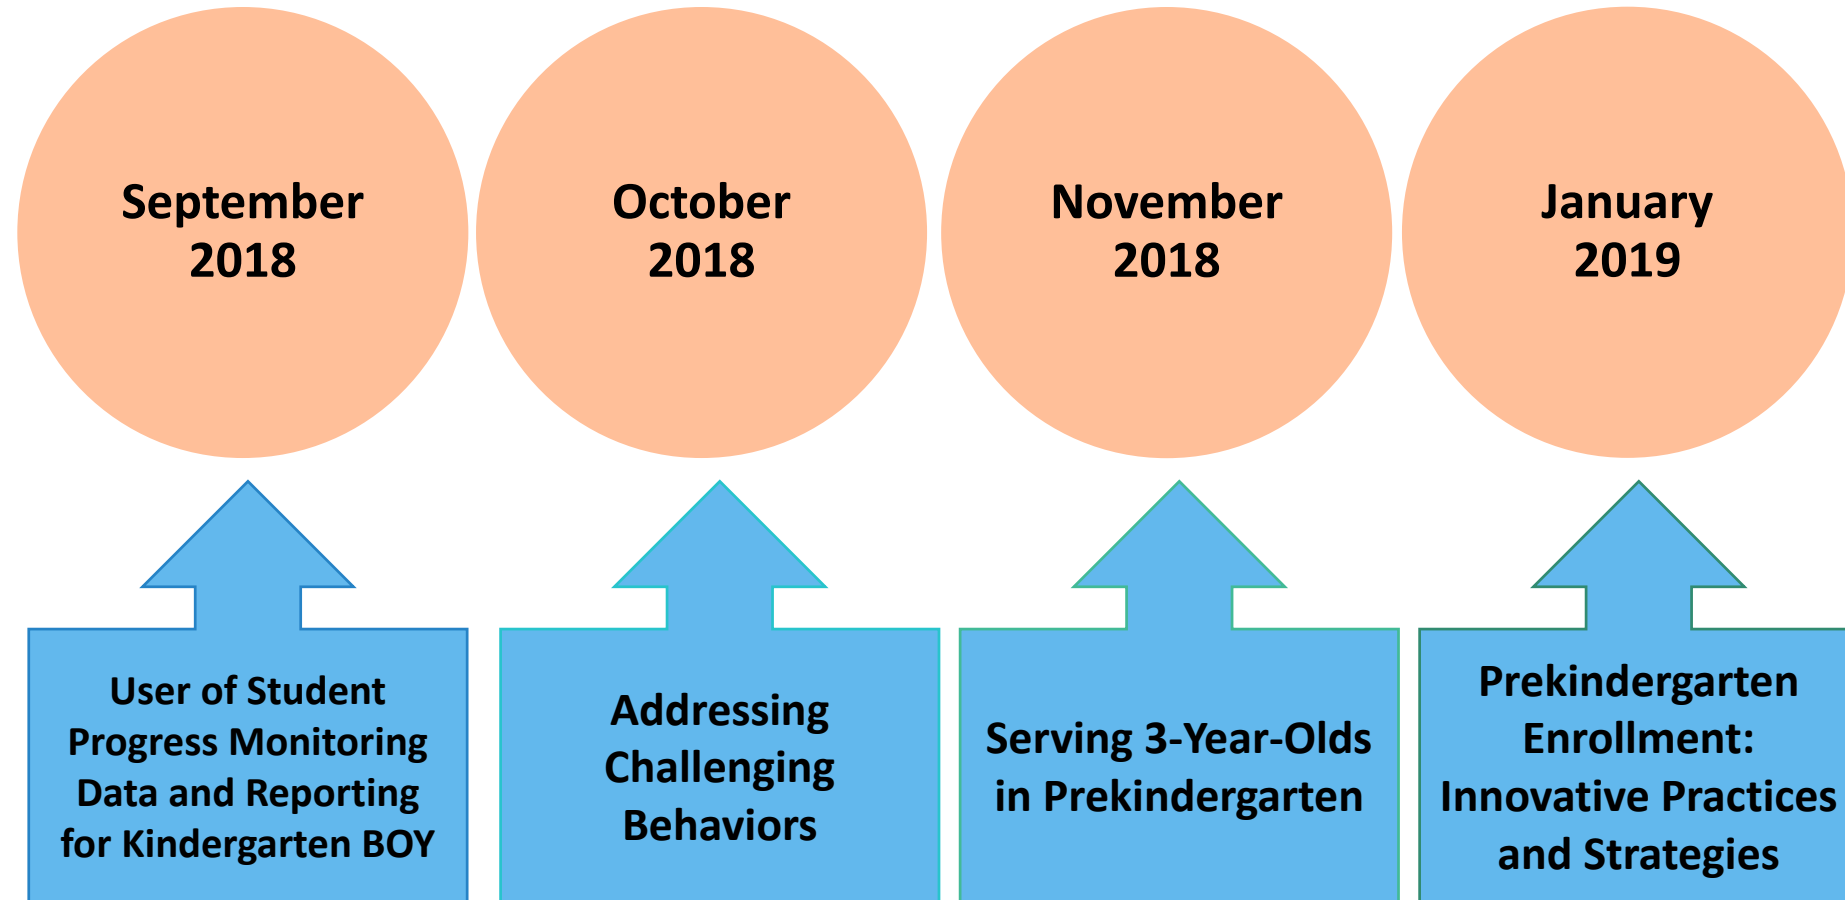 September
2018
October
2018
November
2018
January
2019
User of Student
Progress Monitoring
Data and Reporting
for Kindergarten BOY
Addressing
Challenging
Behaviors
Serving 3-Year-Olds
in Prekindergarten
Prekindergarten
Enrollment:
Innovative Practices
and Strategies